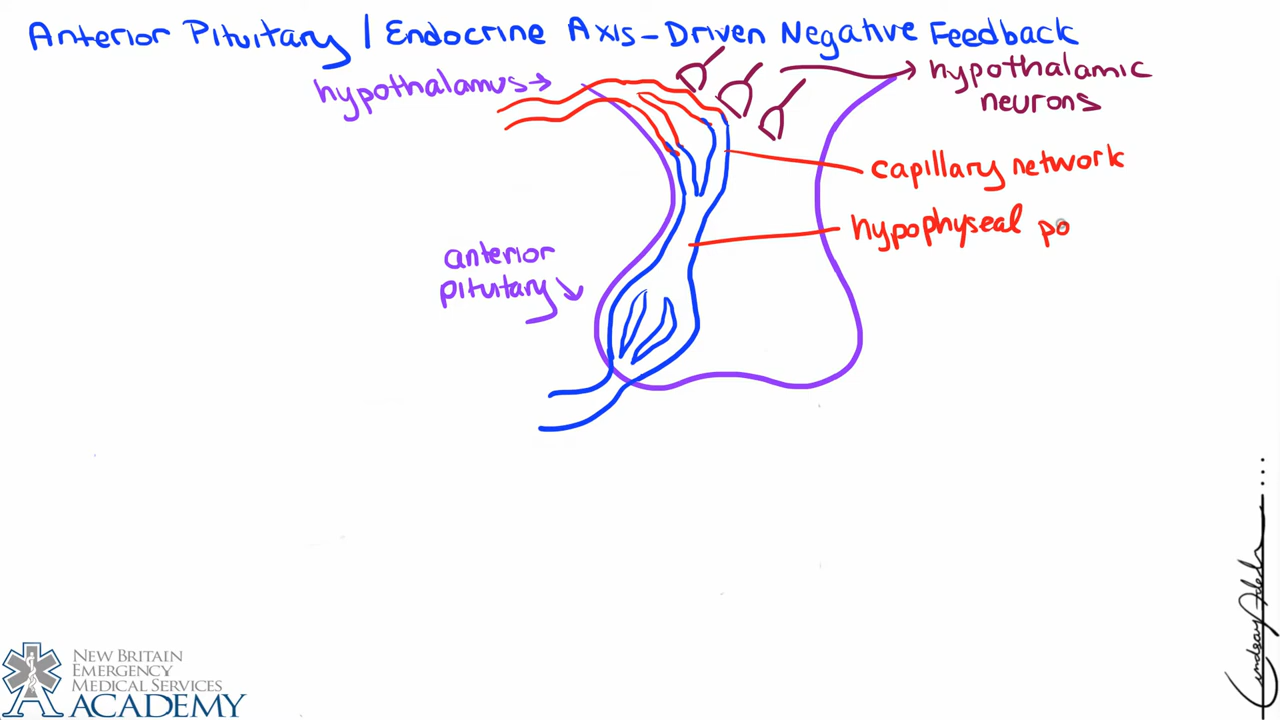 Anterior Pituitary / Endocrine Axis-Driven Negative Feedback
hypothalamus →
hypothalamic
neurons
capillary network
hypophyseal po
anterior
pituitary
NEW BRITAIN
EMERGENCY
MEDICAL SERVICES
ACADEMY